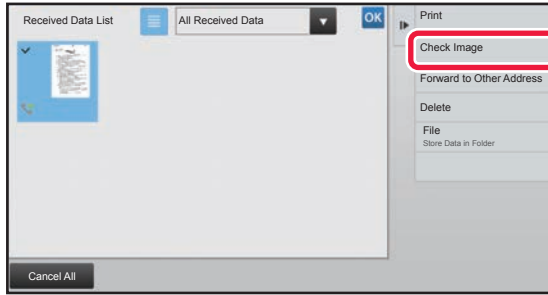 Received Data List
All Received Data
OK
Print
Check Image
Forward to Other Address
Delete
File
Store Data in Folder
Cancel All